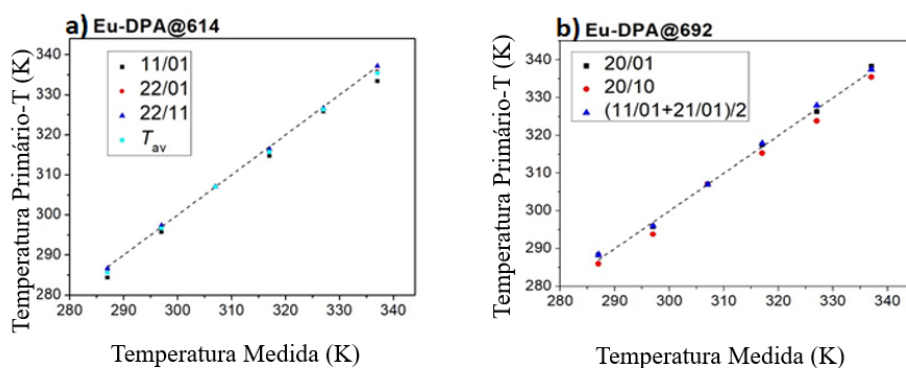 a) Eu-DPA@614
11/01
22/01
22/11
Tav
340
330
320
310
300
290
280
280 290 300 310 320 330 340
Temperatura Primário-T (K)
Temperatura Medida (K)
b) Eu-DPA@692
20/01
20/10
(11/01+21/01)/2
340
330
320
310
300
290
280
280 290 300 310 320 330 340
Temperatura Primário-T (K)
Temperatura Medida (K)